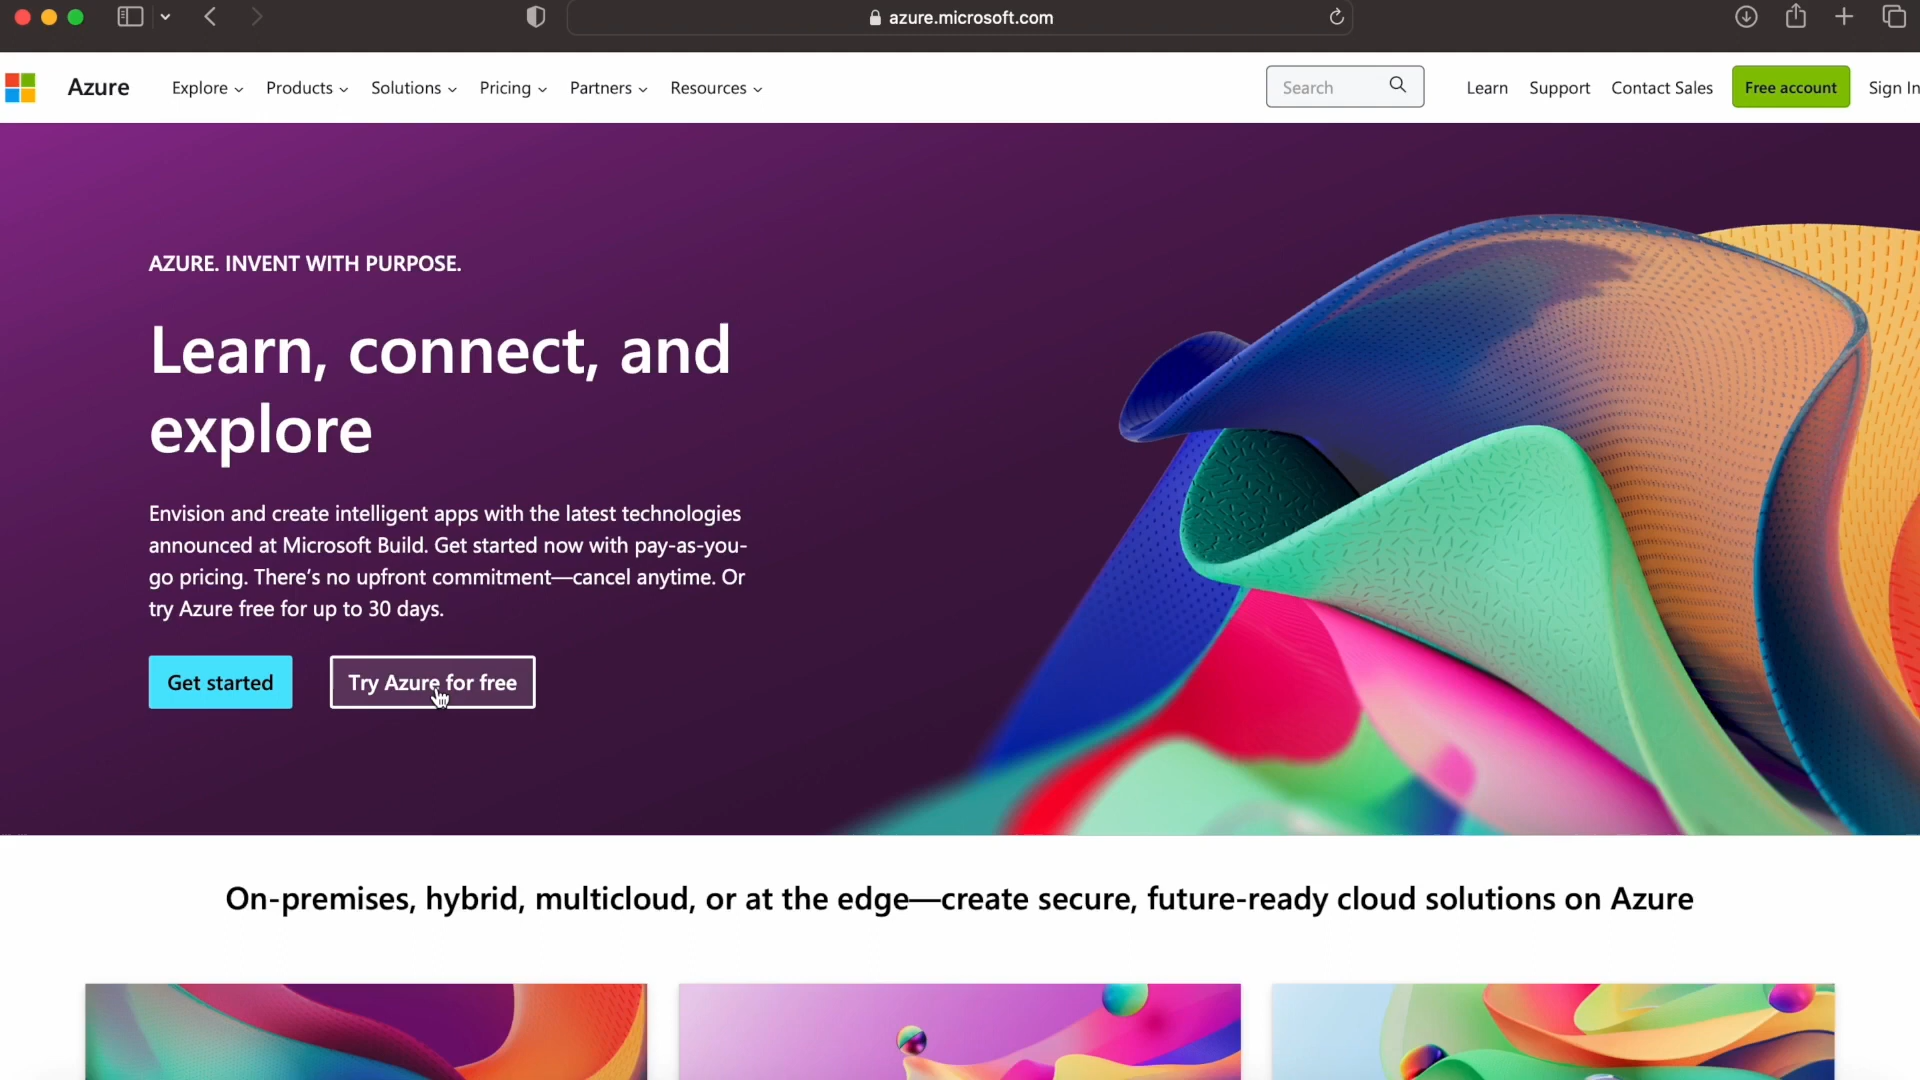 azure.microsoft.com
Azure Explore Products Solutions Pricing Partners Resources Search Learn Support Contact Sales Free account Sign In
AZURE. INVENT WITH PURPOSE.
Learn, connect, and
explore
Envision and create intelligent apps with the latest technologies
announced at Microsoft Build. Get started now with pay-as-you-
go pricing. There's no upfront commitment—cancel anytime. Or
try Azure free for up to 30 days.
Get started Try Azure for free
On-premises, hybrid, multicloud, or at the edge—create secure, future-ready cloud solutions on Azure